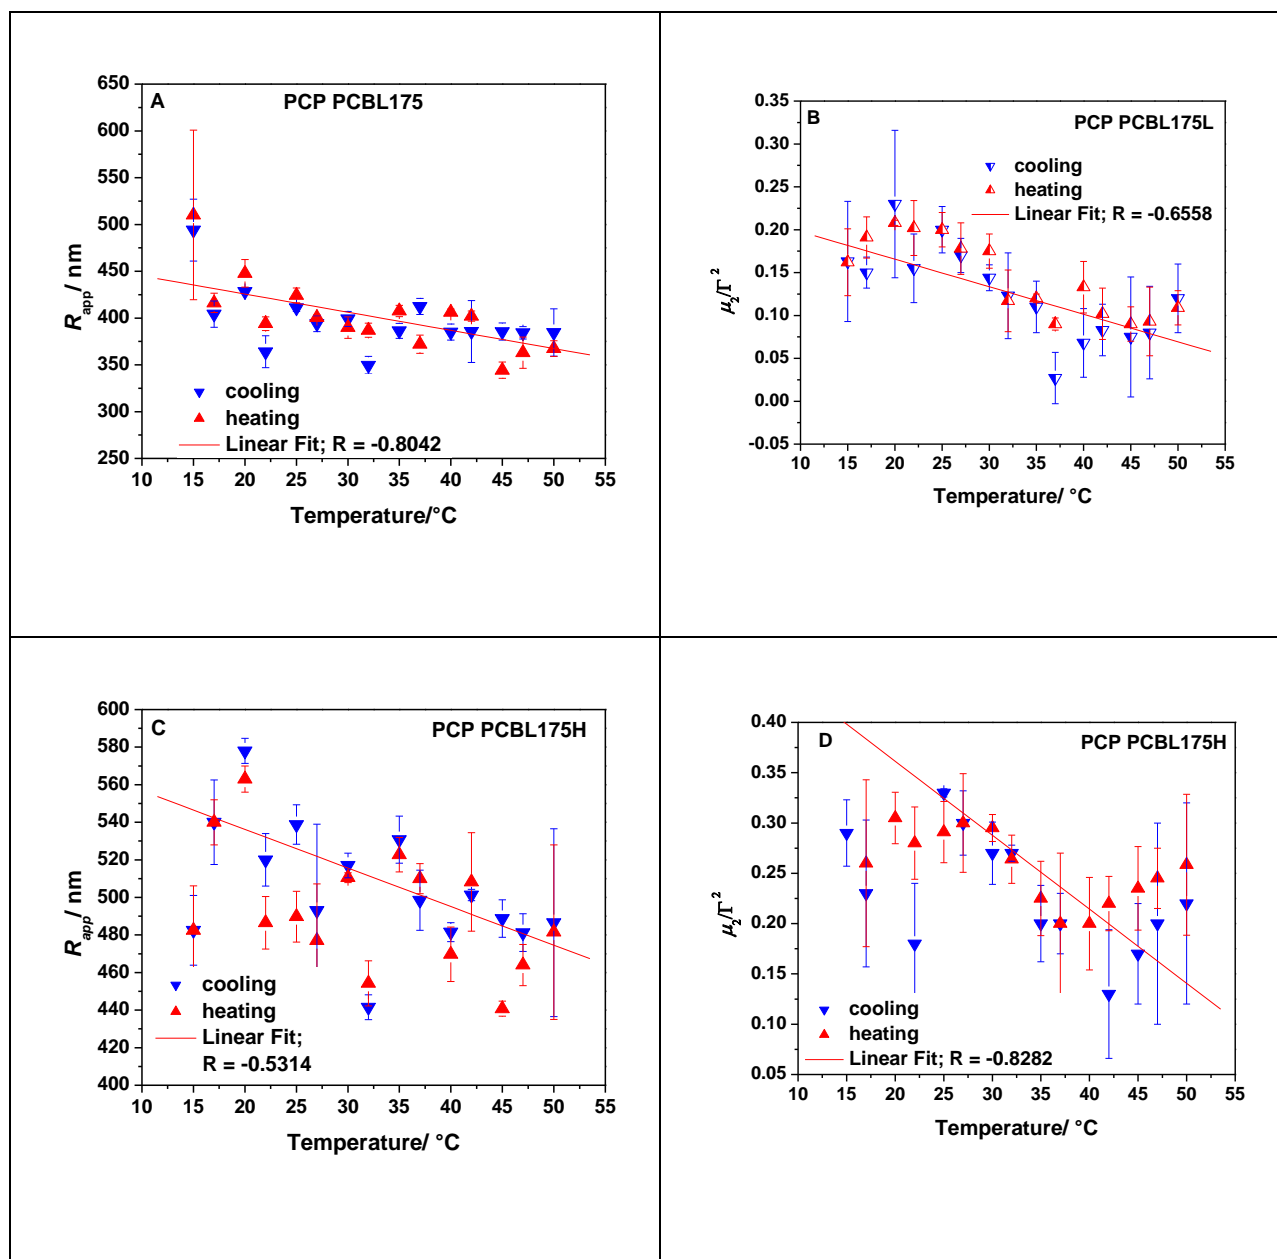 A
PCP PCBL175
650
600
550
500
450
400
350
300
250
R_app/ nm
cooling
heating
Linear Fit; R = -0.8042
10 15 20 25 30 35 40 45 50 55
Temperature/°C
B
PCP PCBL175L
0.35
0.30
0.25
0.20
0.15
0.10
0.05
0.00
-0.05
μ₂/Γ²
cooling
heating
Linear Fit; R = -0.6558
10 15 20 25 30 35 40 45 50 55
Temperature/ °C
C
PCP PCBL175H
600
580
560
540
520
500
480
460
440
420
400
R_app/ nm
cooling
heating
Linear Fit;
R = -0.5314
10 15 20 25 30 35 40 45 50 55
Temperature/ °C
D
PCP PCBL175H
0.40
0.35
0.30
0.25
0.20
0.15
0.10
0.05
μ₂/Γ²
cooling
heating
Linear Fit; R = -0.8282
10 15 20 25 30 35 40 45 50 55
Temperature/ °C